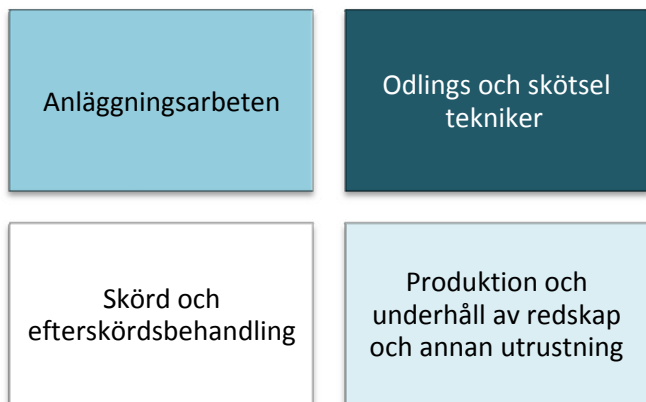 Anläggningsarbeten
Odlings och skötsel
tekniker
Skörd och
efterskördsbehandling
Produktion och
underhåll av redskap
och annan utrustning